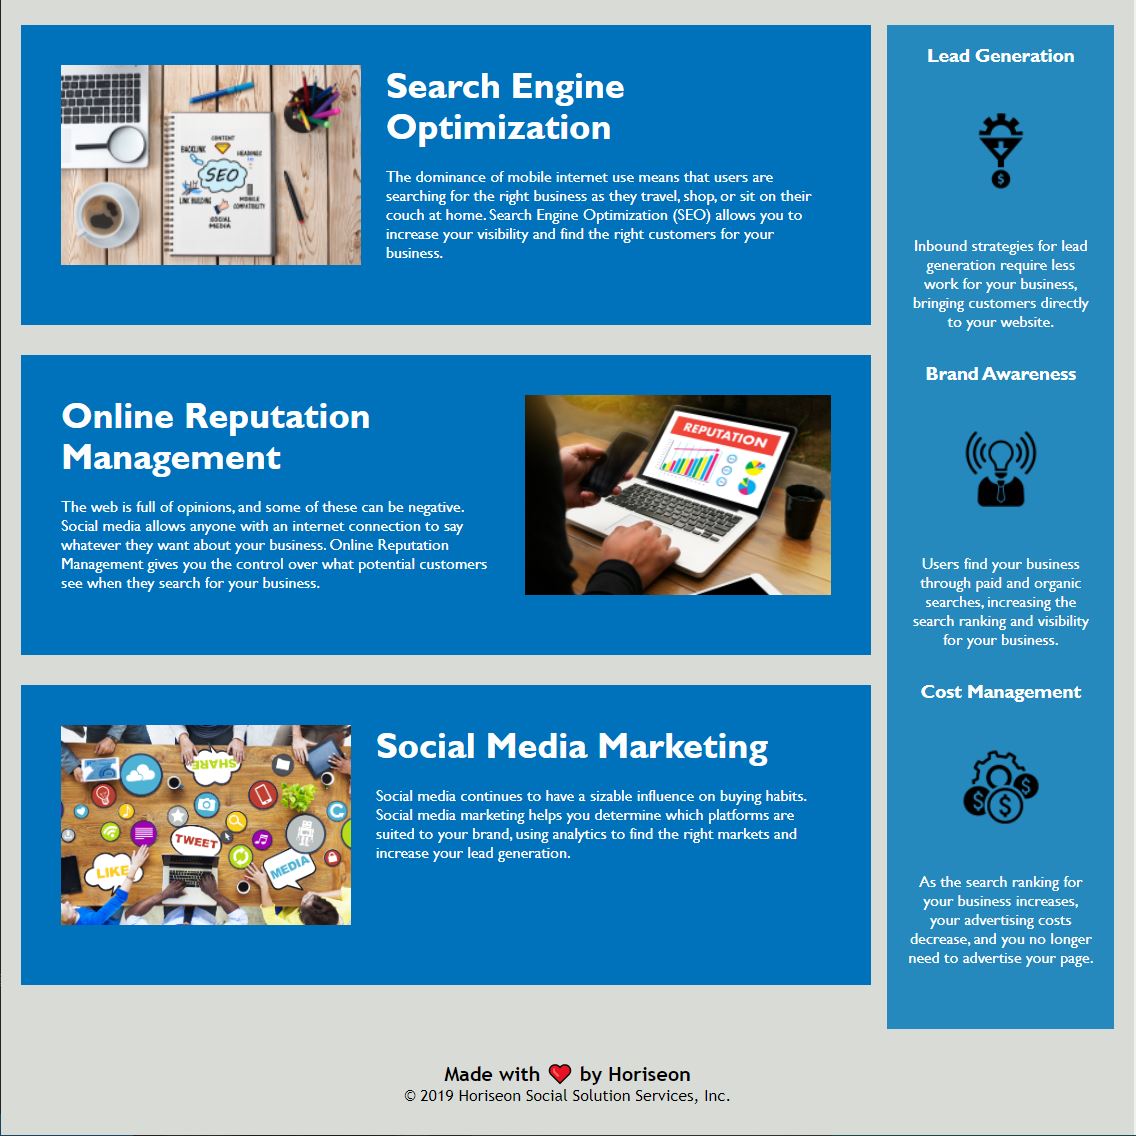 Search Engine
Optimization
The dominance of mobile internet use means that users are
searching for the right business as they travel, shop, or sit on their
couch at home. Search Engine Optimization (SEO) allows you to
increase your visibility and find the right customers for your
business.
CONTENT
BACKLINK
HEADINGS
SEO
LINK BUILDING
MOBILE
COMPATIBILITY
SOCIAL
MEDIA
Online Reputation
Management
The web is full of opinions, and some of these can be negative.
Social media allows anyone with an internet connection to say
whatever they want about your business. Online Reputation
Management gives you the control over what potential customers
see when they search for your business.
REPUTATION
Social Media Marketing
Social media continues to have a sizable influence on buying habits.
Social media marketing helps you determine which platforms are
suited to your brand, using analytics to find the right markets and
increase your lead generation.
SHARE
TWEET
LIKE
MEDIA
Lead Generation
$
Inbound strategies for lead
generation require less
work for your business,
bringing customers directly
to your website.
Brand Awareness
Users find your business
through paid and organic
searches, increasing the
search ranking and visibility
for your business.
Cost Management
$ $ $
As the search ranking for
your business increases,
your advertising costs
decrease, and you no longer
need to advertise your page.
Made with ❤️ by Horiseon
© 2019 Horiseon Social Solution Services, Inc.